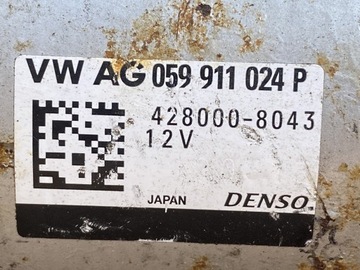 VW AG 059 911 024 P
428000-8043
12V
JAPAN DENSO